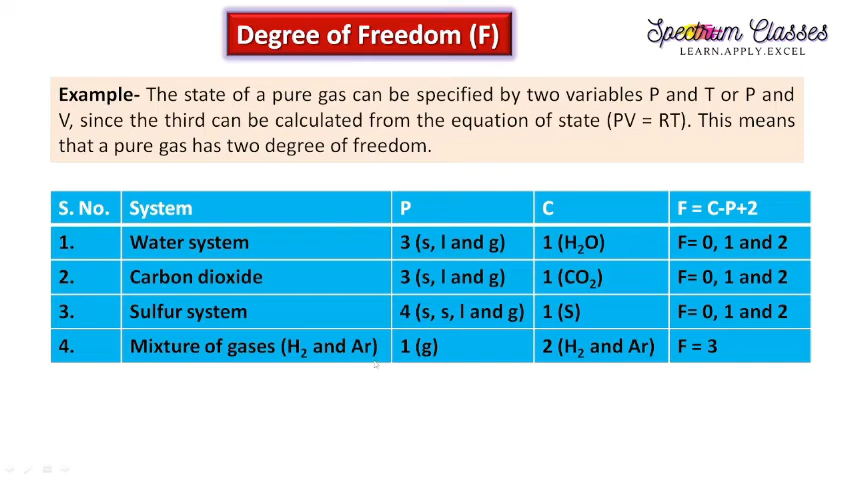 Degree of Freedom (F)
Spectrum Classes
LEARN.APPLY.EXCEL
Example- The state of a pure gas can be specified by two variables P and T or P and
V, since the third can be calculated from the equation of state (PV = RT). This means
that a pure gas has two degree of freedom.
S. No. System P C F = C-P+2
1. Water system 3 (s, l and g) 1 (H₂O) F= 0, 1 and 2
2. Carbon dioxide 3 (s, l and g) 1 (CO₂) F= 0, 1 and 2
3. Sulfur system 4 (s, s, l and g) 1 (S) F= 0, 1 and 2
4. Mixture of gases (H₂ and Ar) 1 (g) 2 (H₂ and Ar) F = 3